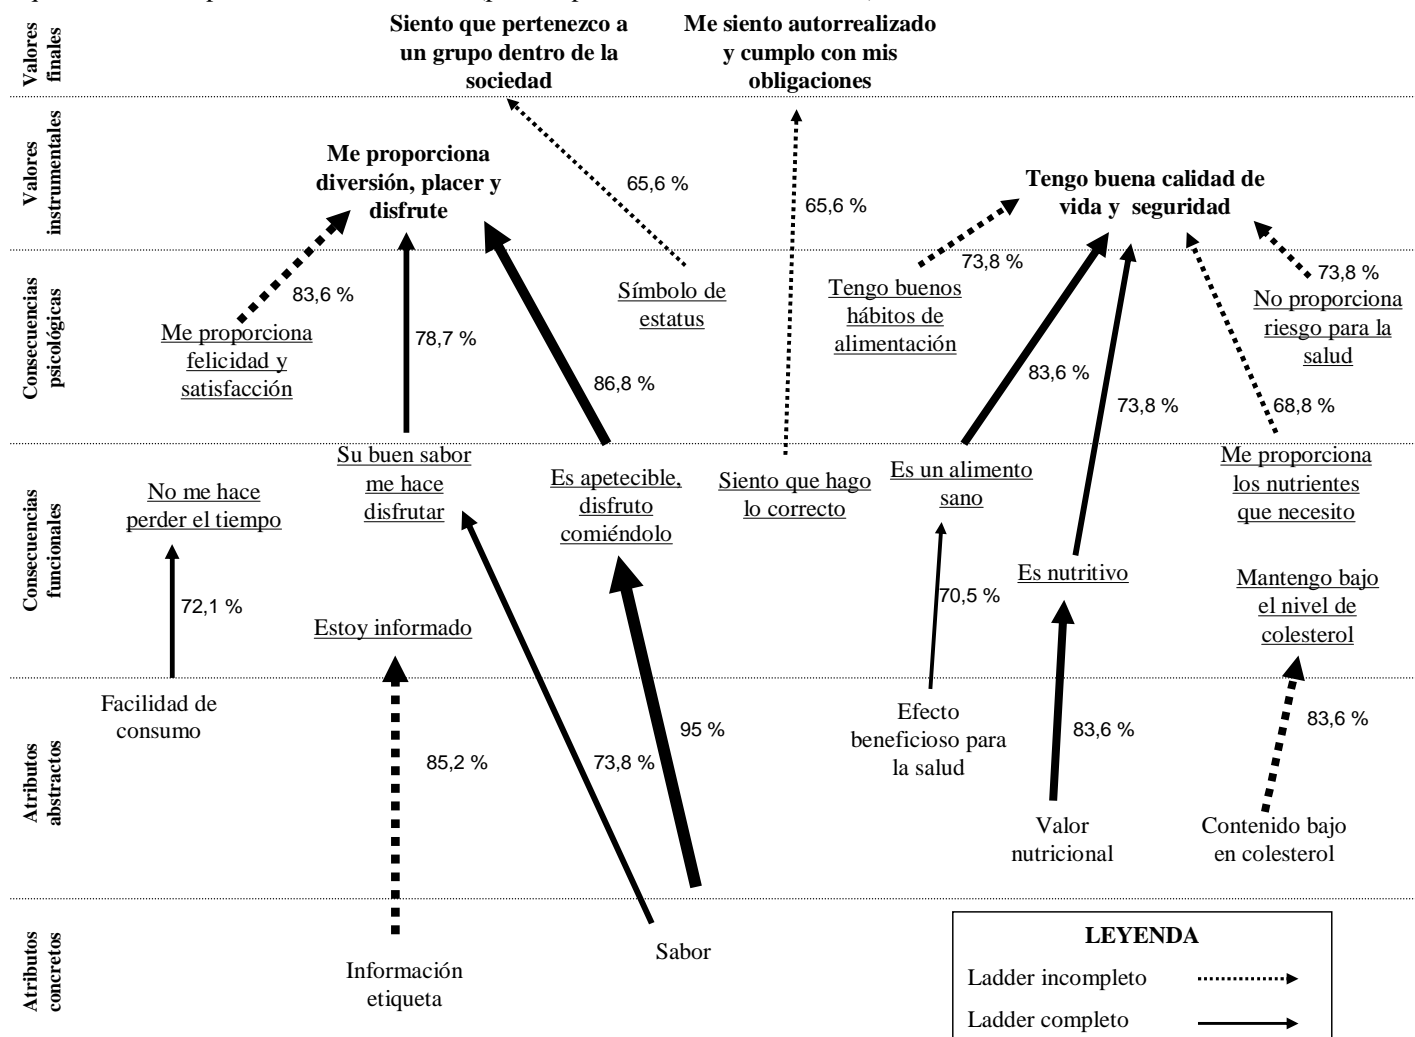 Valores
finales
Siento que pertenezco a
un grupo dentro de la
sociedad
Me siento autorrealizado
y cumplo con mis
obligaciones
Valores
instrumentales
Me proporciona
diversión, placer y
disfrute
65,6 %
65,6 %
Tengo buena calidad de
vida y seguridad
Consecuencias
psicológicas
83,6 %
Me proporciona
felicidad y
satisfacción
78,7 %
86,8 %
Símbolo de
estatus
73,8 %
Tengo buenos
hábitos de
alimentación
83,6 %
73,8 %
73,8 %
No proporciona
riesgo para la
salud
68,8 %
Consecuencias
funcionales
No me hace
perder el tiempo
Su buen sabor
me hace
disfrutar
Es apetecible,
disfruto
comiéndolo
Siento que hago
lo correcto
Es un alimento
sano
Me proporciona
los nutrientes
que necesito
72,1 %
Estoy informado
70,5 %
Es nutritivo
Mantengo bajo
el nivel de
colesterol
Atributos
abstractos
Facilidad de
consumo
85,2 %
73,8 %
95 %
Efecto
beneficioso para
la salud
83,6 %
Valor
nutricional
83,6 %
Contenido bajo
en colesterol
Atributos
concretos
Información
etiqueta
Sabor
LEYENDA
Ladder incompleto
Ladder completo